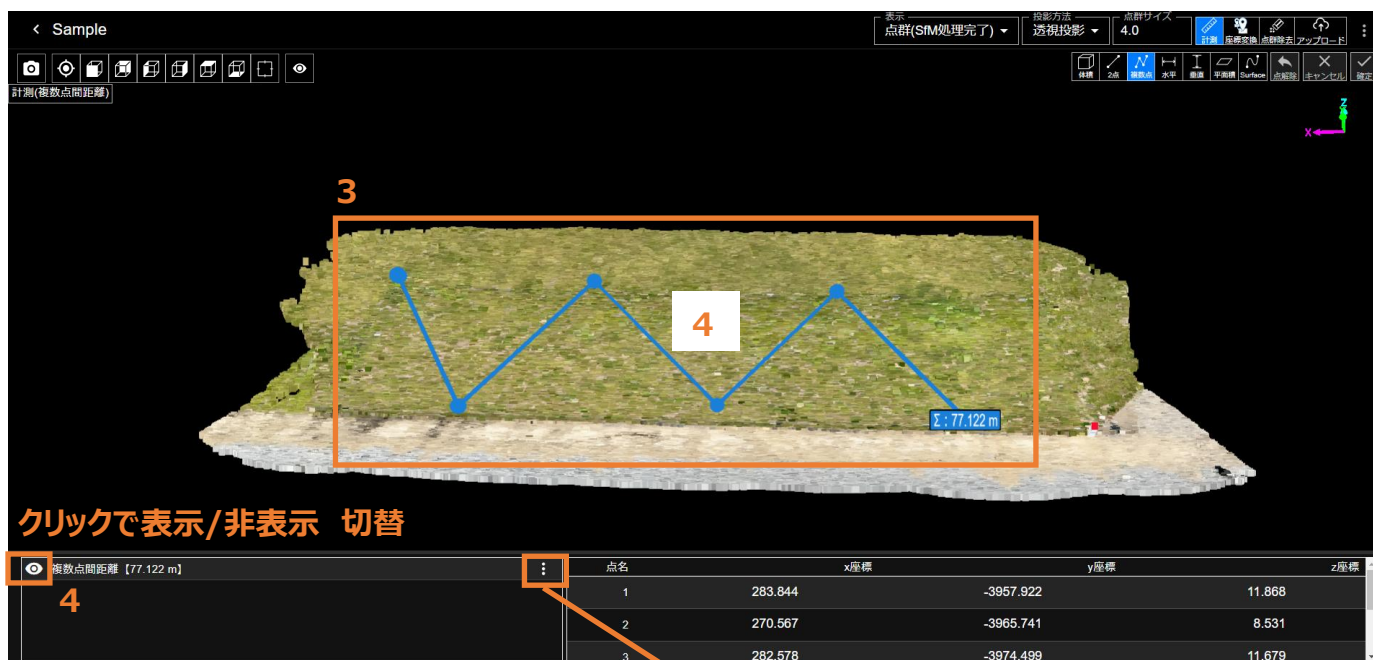 Sample
表示
点群(SfM処理完了)
投影方法
透視投影
点群サイズ
4.0
計測 座標変換 点群除去 アップロード
体積 2点 複数点 水平 垂直 平面積 Surface 点解除 キャンセル 確定
計測(複数点間距離)
Z
X
3
4
Σ : 77.122 m
クリックで表示/非表示 切替
複数点間距離【77.122 m】
4
点名 x座標 y座標 z座標
1 283.844 -3957.922 11.868
2 270.567 -3965.741 8.531
3 282.578 -3974.499 11.679